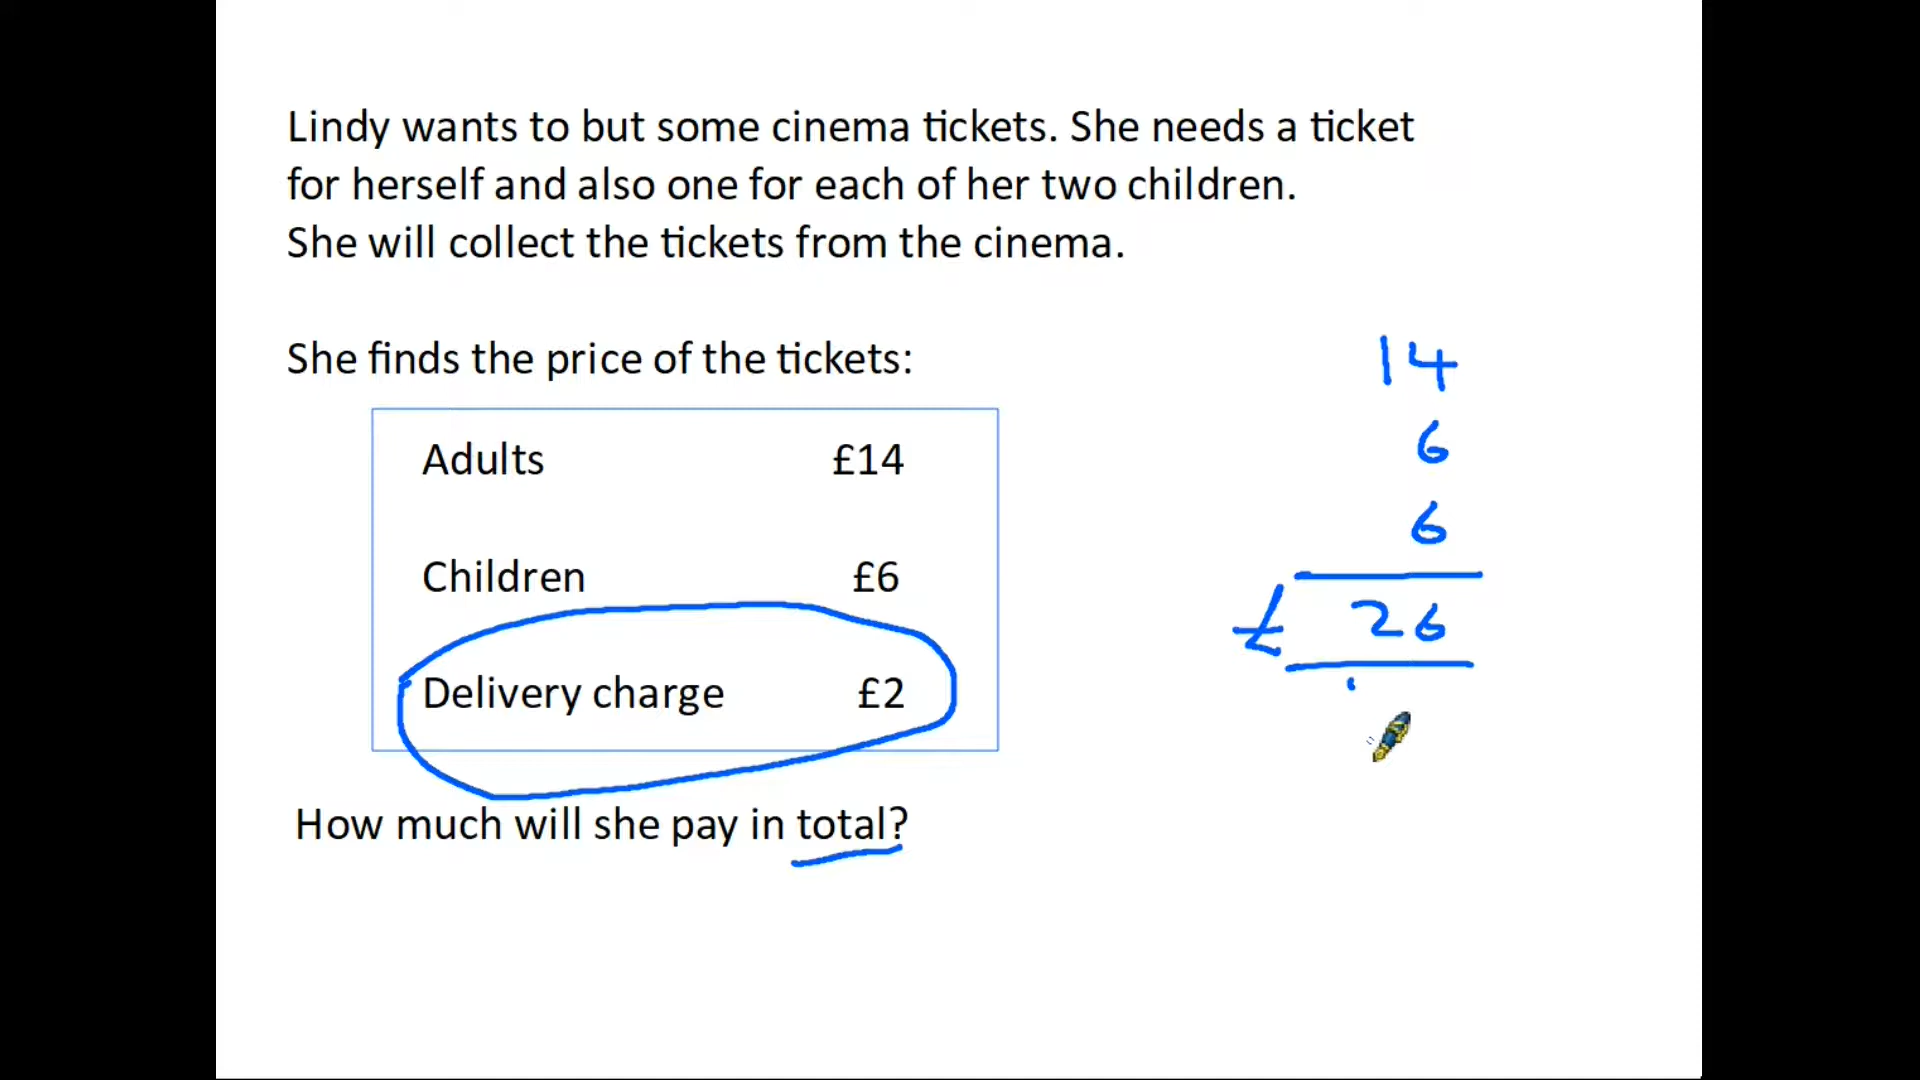 Lindy wants to but some cinema tickets. She needs a ticket
for herself and also one for each of her two children.
She will collect the tickets from the cinema.
She finds the price of the tickets:
Adults £14
Children £6
Delivery charge £2
How much will she pay in total?
14
6
6
£ 26